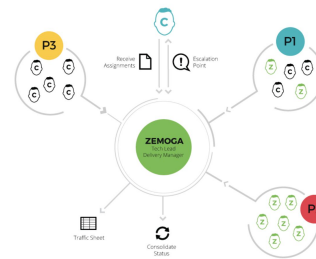 C
P3
P1
C
C
C
C
C
Receive
Assignments
Escalation
Point
!
Z
C
C
C
Z
ZEMOGA
Tech Lead
Delivery Manager
P
Z
Z
Z
Z
Z
Traffic Sheet
Consolidate
Status